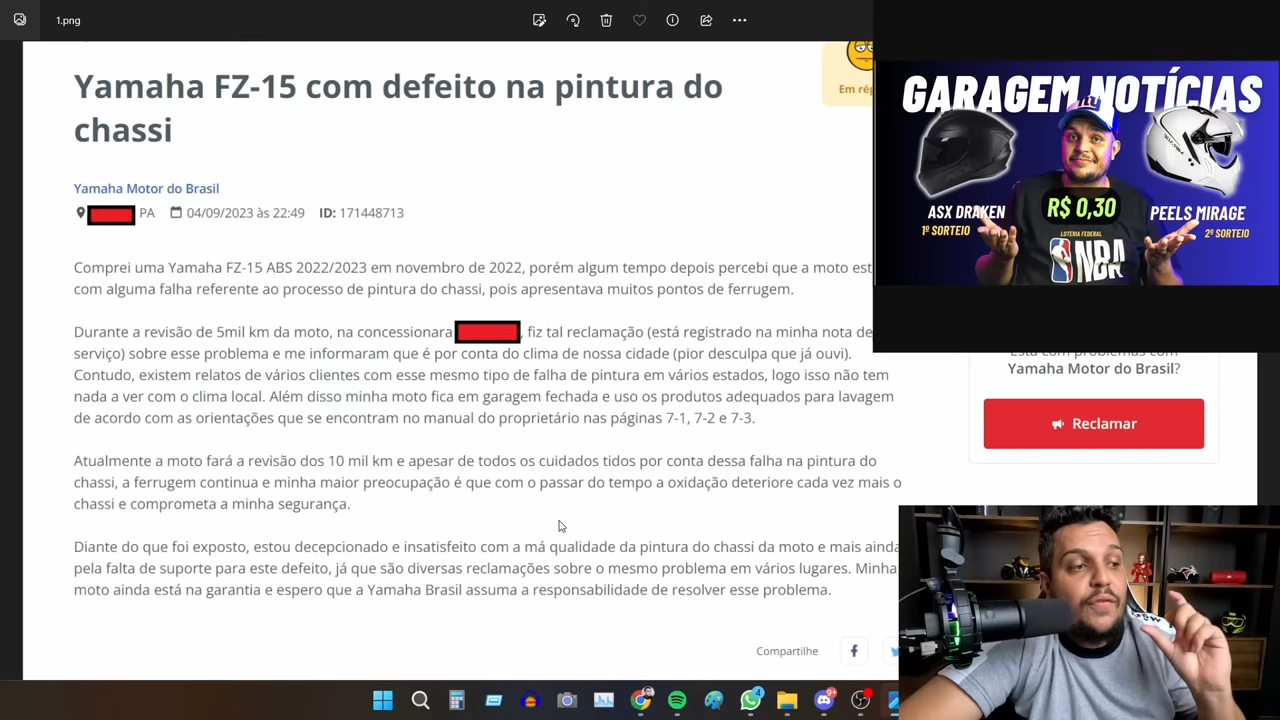 1.png
Yamaha FZ-15 com defeito na pintura do
chassi
Em
Yamaha Motor do Brasil
PA 04/09/2023 às 22:49 ID: 171448713
Comprei uma Yamaha FZ-15 ABS 2022/2023 em novembro de 2022, porém algum tempo depois percebi que a moto est
com alguma falha referente ao processo de pintura do chassi, pois apresentava muitos pontos de ferrugem.
Durante a revisão de 5mil km da moto, na concessionara , fiz tal reclamação (está registrado na minha nota de
serviço) sobre esse problema e me informaram que é por conta do clima de nossa cidade (pior desculpa que já ouvi).
Contudo, existem relatos de vários clientes com esse mesmo tipo de falha de pintura em vários estados, logo isso não tem
nada a ver com o clima local. Além disso minha moto fica em garagem fechada e uso os produtos adequados para lavagem
de acordo com as orientações que se encontram no manual do proprietário nas páginas 7-1, 7-2 e 7-3.
Atualmente a moto fará a revisão dos 10 mil km e apesar de todos os cuidados tidos por conta dessa falha na pintura do
chassi, a ferrugem continua e minha maior preocupação é que com o passar do tempo a oxidação deteriore cada vez mais o
chassi e comprometa a minha segurança.
Diante do que foi exposto, estou decepcionado e insatisfeito com a má qualidade da pintura do chassi da moto e mais ainda
pela falta de suporte para este defeito, já que são diversas reclamações sobre o mesmo problema em vários lugares. Minha
moto ainda está na garantia e espero que a Yamaha Brasil assuma a responsabilidade de resolver esse problema.
Compartilhe
GARAGEM NOTÍCIAS
ASX DRAKEN
1º SORTEIO
R$ 0,30
LOTERIA FEDERAL
NBA
PEELS MIRAGE
2º SORTEIO
Está com problemas com
Yamaha Motor do Brasil?
Reclamar
4
9+